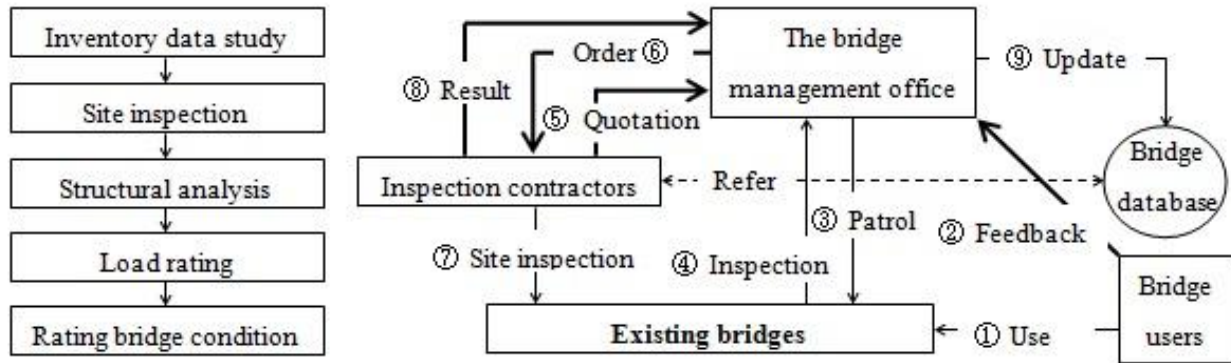 Inventory data study
Site inspection
Structural analysis
Load rating
Rating bridge condition
The bridge
management office
Order ⑥
⑧ Result
⑤ Quotation
⑨ Update
Inspection contractors
Refer
Bridge
database
③ Patrol
② Feedback
⑦ Site inspection
④ Inspection
Existing bridges
① Use
Bridge
users